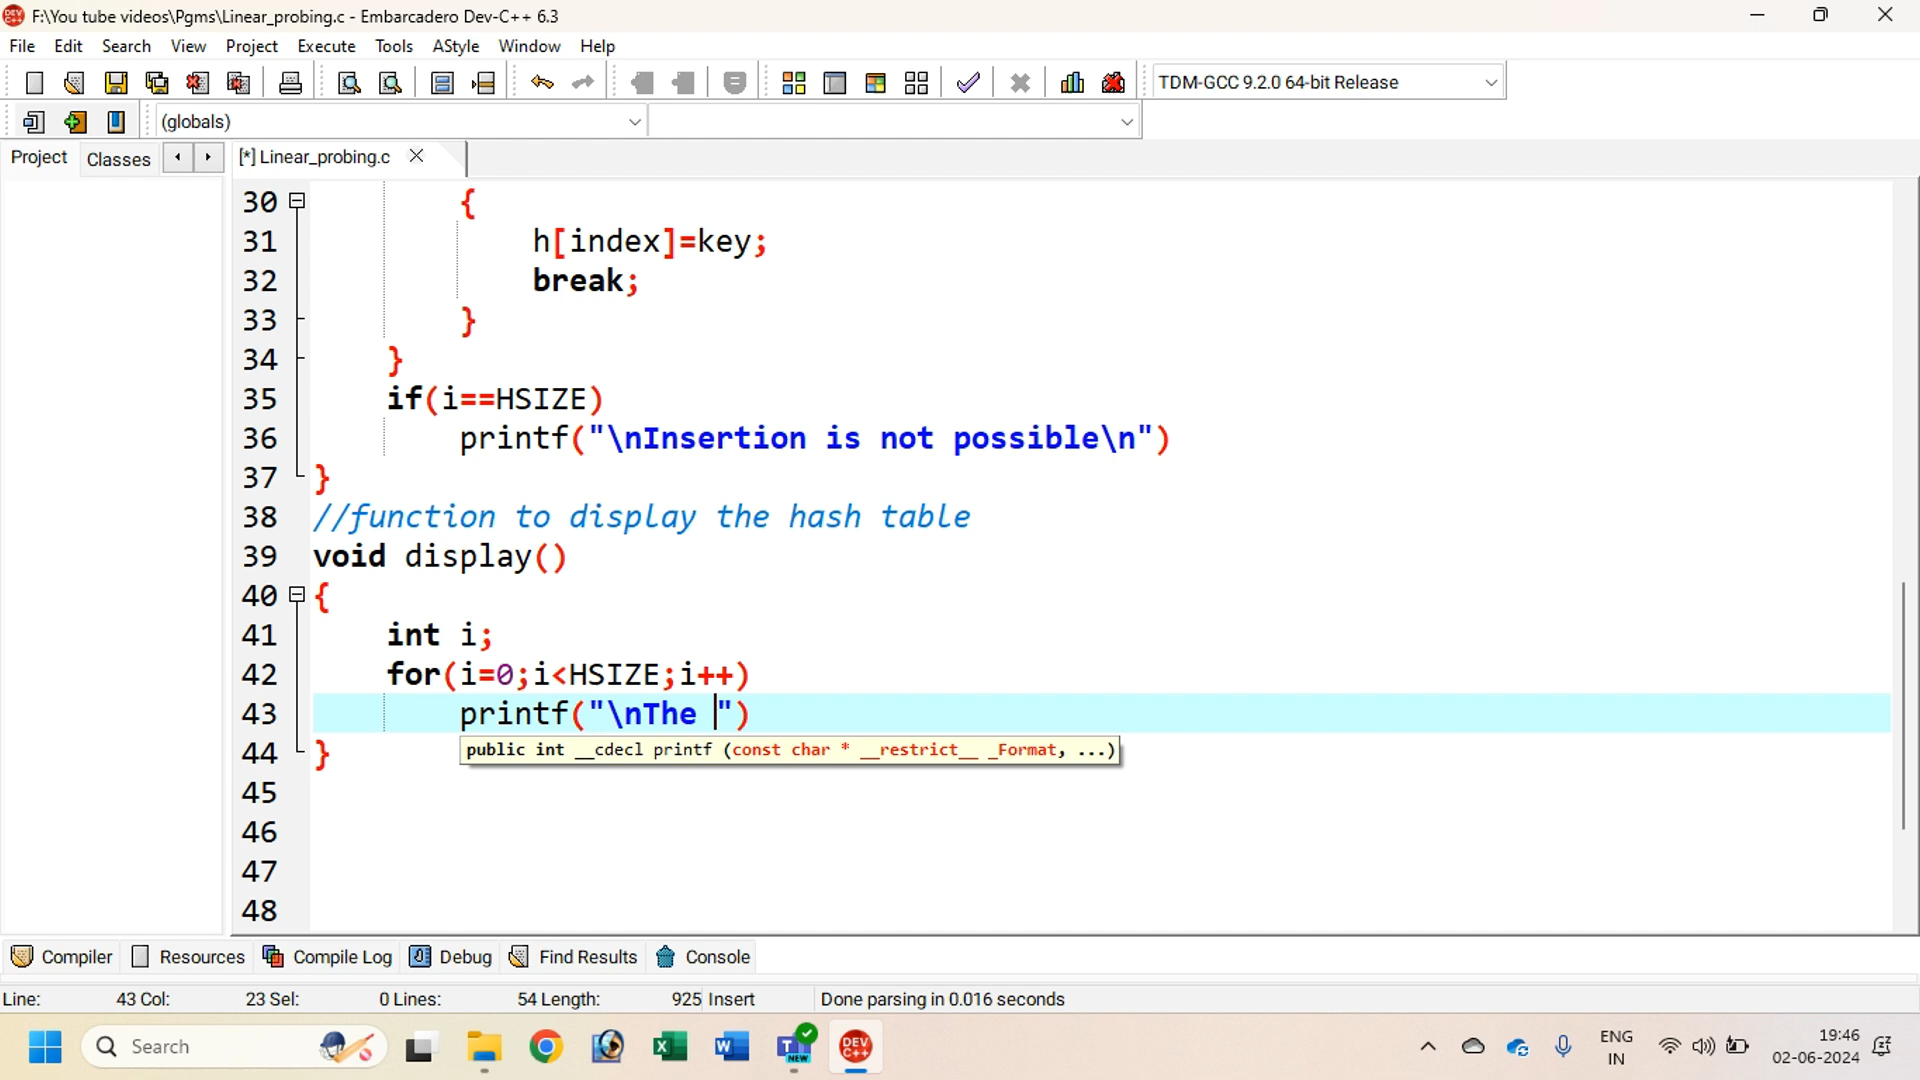 F:\You tube videos\Pgms\Linear_probing.c - Embarcadero Dev-C++ 6.3
File Edit Search View Project Execute Tools AStyle Window Help
TDM-GCC 9.2.0 64-bit Release
(globals)
Project Classes [*] Linear_probing.c
30 {
31 h[index]=key;
32 break;
33 }
34 }
35 if(i==HSIZE)
36 printf("\nInsertion is not possible\n")
37 }
38 //function to display the hash table
39 void display()
40 {
41 int i;
42 for(i=0;i<HSIZE;i++)
43 printf("\nThe ")
public int __cdecl printf (const char * __restrict__ _Format, ...)
44 }
45
46
47
48
Compiler Resources Compile Log Debug Find Results Console
Line: 43 Col: 23 Sel: 0 Lines: 54 Length: 925 Insert Done parsing in 0.016 seconds
Search
ENG
IN
19:46
02-06-2024